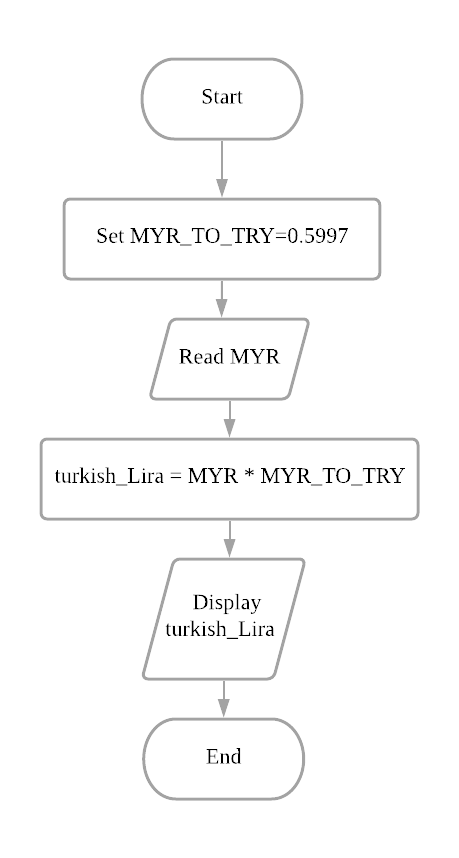 Start
Set MYR_TO_TRY=0.5997
Read MYR
turkish_Lira = MYR * MYR_TO_TRY
Display
turkish_Lira
End